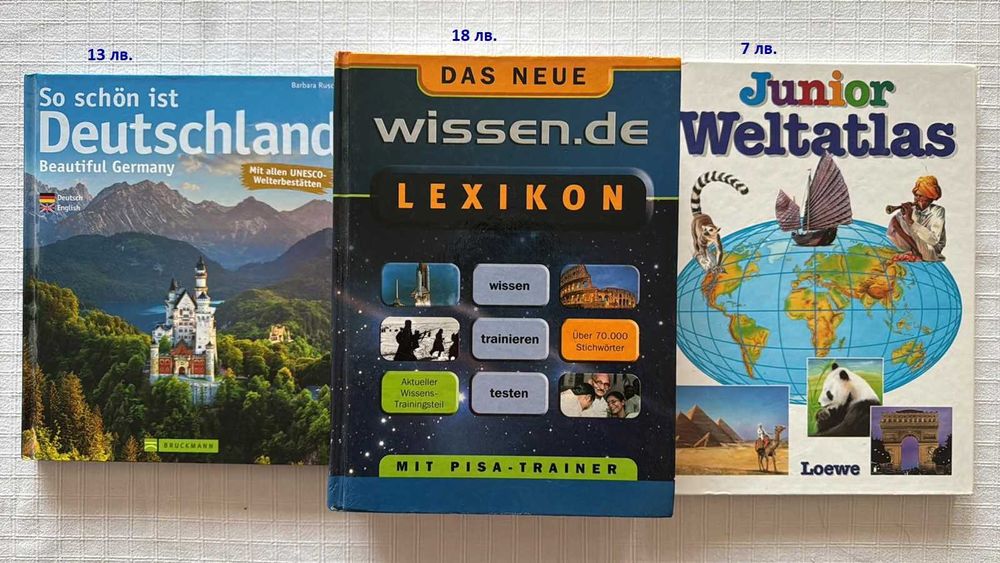 13 лв.
18 лв.
7 лв.
So schön ist
Deutschland
Beautiful Germany
Mit allen UNESCO-
Welterbestätten
Deutsch
English
BRUCKMANN
DAS NEUE
wissen.de
LEXIKON
wissen
trainieren
Über 70.000
Stichwörter
Aktueller
Wissens-
Trainingsteil
testen
MIT PISA-TRAINER
Junior
Weltatlas
Loewe